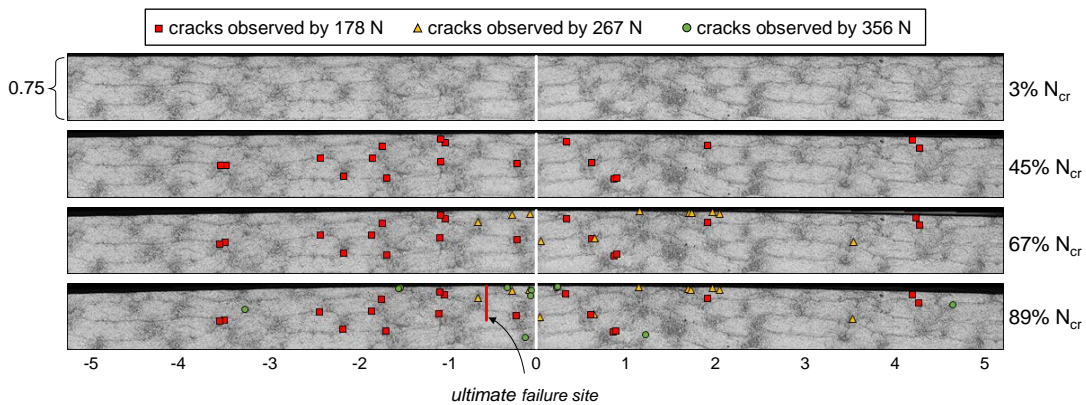 cracks observed by 178 N cracks observed by 267 N cracks observed by 356 N
0.75
3% Ncr
45% Ncr
67% Ncr
89% Ncr
-5 -4 -3 -2 -1 0 1 2 3 4 5
ultimate failure site